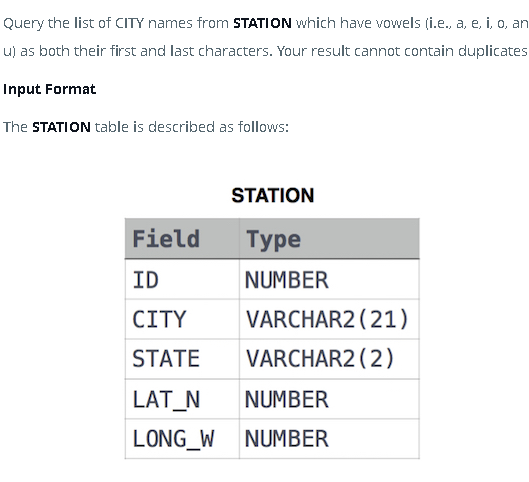 Query the list of CITY names from STATION which have vowels (i.e., a, e, i, o, an
u) as both their first and last characters. Your result cannot contain duplicates
Input Format
The STATION table is described as follows:
STATION
Field Type
ID NUMBER
CITY VARCHAR2(21)
STATE VARCHAR2(2)
LAT_N NUMBER
LONG_W NUMBER